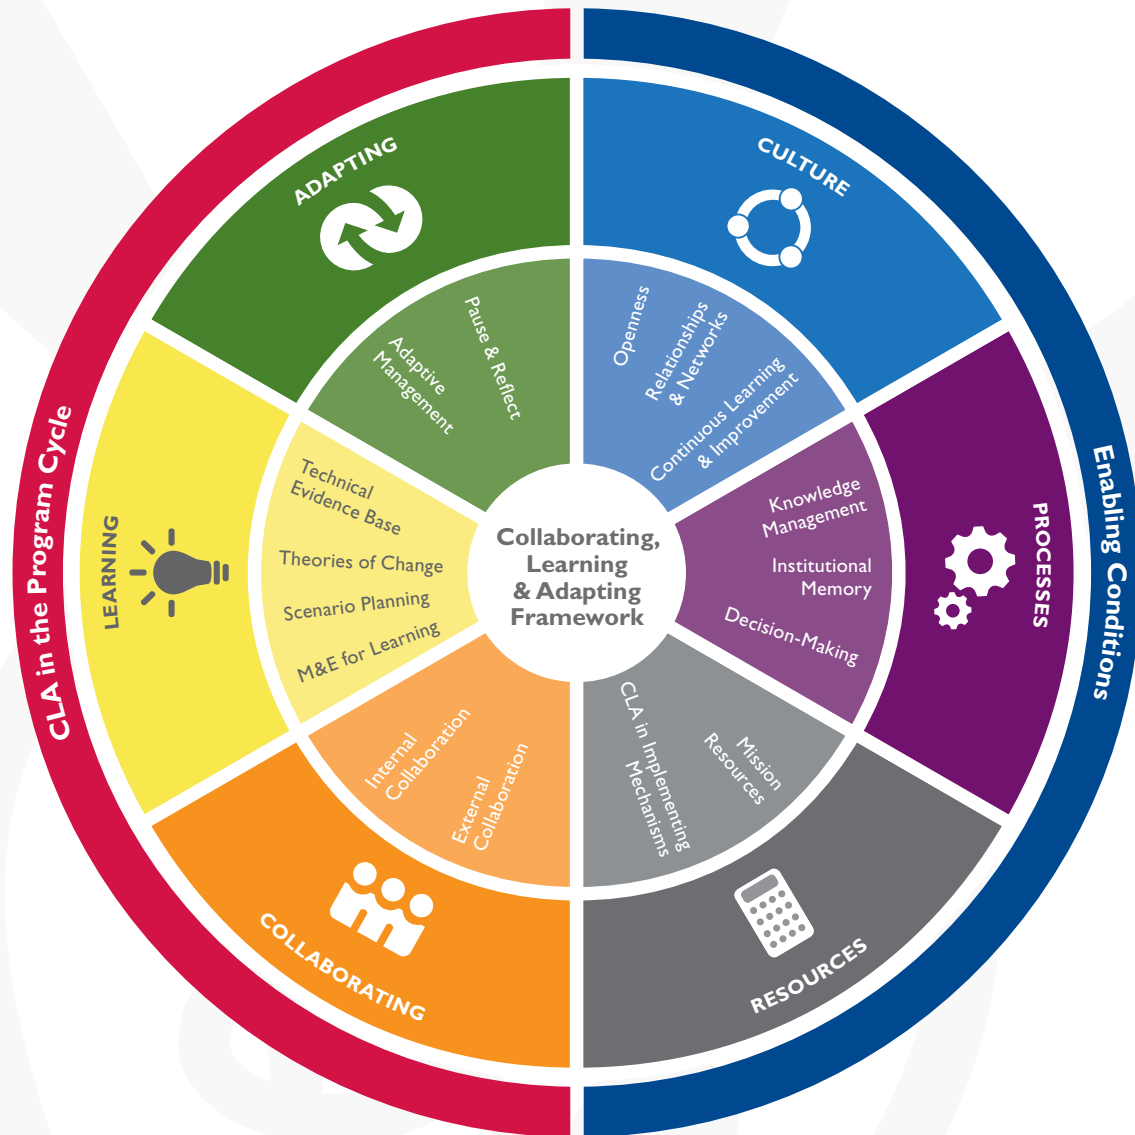 CLA in the Program Cycle
Enabling Conditions
ADAPTING
Adaptive
Management
Pause & Reflect
CULTURE
Openness
Relationships
& Networks
Continuous Learning
& Improvement
LEARNING
Technical
Evidence Base
Theories of Change
Scenario Planning
M&E for Learning
Collaborating,
Learning
& Adapting
Framework
PROCESSES
Knowledge
Management
Institutional
Memory
Decision-Making
COLLABORATING
Internal
Collaboration
External
Collaboration
RESOURCES
CLA in Implementing
Mechanisms
Mission
Resources